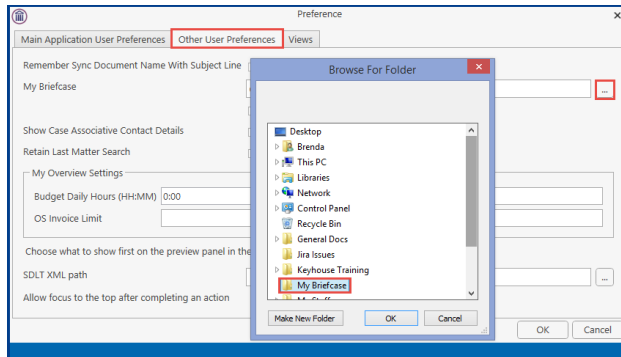 Preference
Main Application User Preferences Other User Preferences Views
Remember Sync Document Name With Subject Line
Browse For Folder
My Briefcase
...
Desktop
Brenda
This PC
Libraries
Network
Control Panel
Recycle Bin
General Docs
Jira Issues
Keyhouse Training
My Briefcase
Show Case Associative Contact Details
Retain Last Matter Search
My Overview Settings
Budget Daily Hours (HH:MM) 0:00
OS Invoice Limit
Choose what to show first on the preview panel in the
SDLT XML path
...
Allow focus to the top after completing an action
Make New Folder OK Cancel
OK Cancel